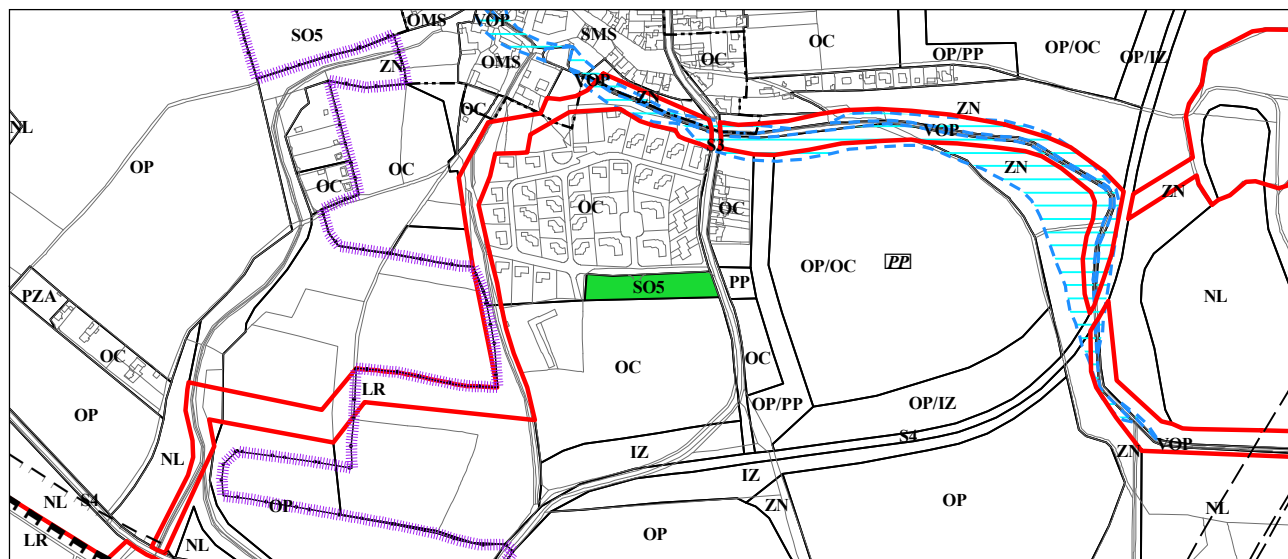 OMS
VOP
SO5
SMS
OC
OP/OC
OP/PP
OP/IZ
OC
ZN
OMS
VOP
ZN
OC
ZN
NL
VOP
OP
S3
ZN
OC
ZN
OC
OC
OC
OP/OC
PP
PP
SO5
PZA
NL
OC
OC
OC
LR
OP/PP
OP/IZ
OP
S4
NL
IZ
ZN
VOP
IZ
NL
S4
OP
ZN
OP
NL
LR
NL
OP